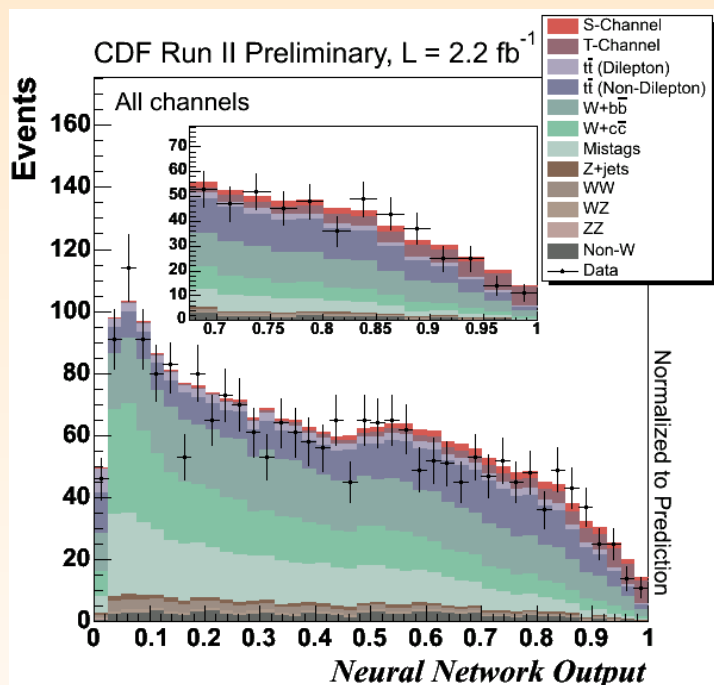 CDF Run II Preliminary, L = 2.2 fb⁻¹
S-Channel
T-Channel
tt̄ (Dilepton)
tt̄ (Non-Dilepton)
W+bb̄
W+cc̄
Mistags
Z+jets
WW
WZ
ZZ
Non-W
Data
All channels
Events
160
140
120
100
80
60
40
20
0
70
60
50
40
30
20
10
0
0.7 0.75 0.8 0.85 0.9 0.95 1
Normalized to Prediction
0 0.1 0.2 0.3 0.4 0.5 0.6 0.7 0.8 0.9 1
Neural Network Output